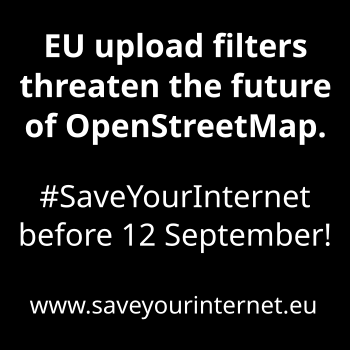 EU upload filters
threaten the future
of OpenStreetMap.
#SaveYourInternet
before 12 September!
www.saveyourinternet.eu